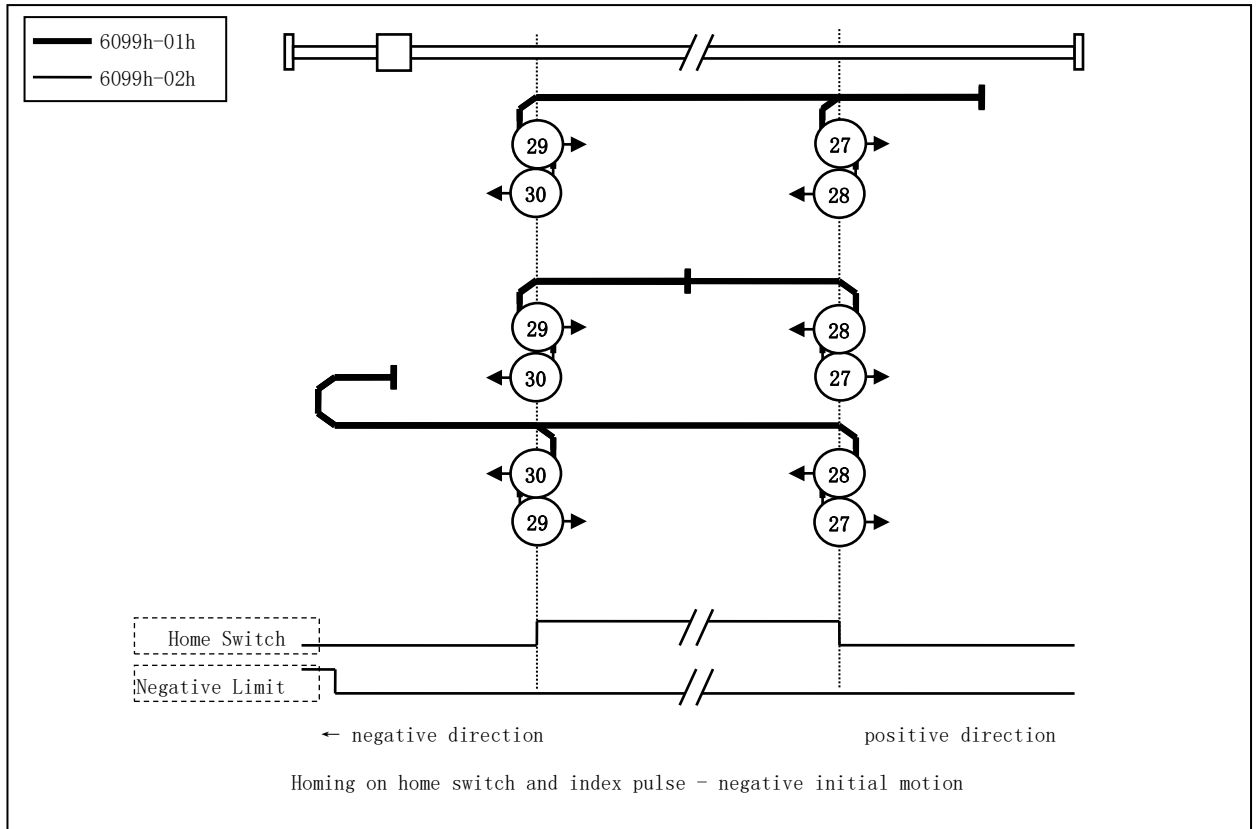 6099h-01h
6099h-02h
29
27
30
28
29
28
30
27
30
28
29
27
Home Switch
Negative Limit
← negative direction
positive direction
Homing on home switch and index pulse - negative initial motion